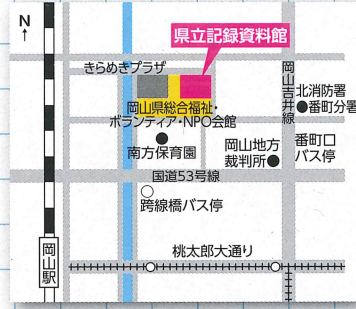 N
県立記録資料館
きらめきプラザ
岡山県総合福祉・
ボランティア・NPO会館
南方保育園
岡山地方
裁判所
岡山吉井線
北消防署
番町分署
番町口
バス停
国道53号線
跨線橋バス停
桃太郎大通り
岡山駅